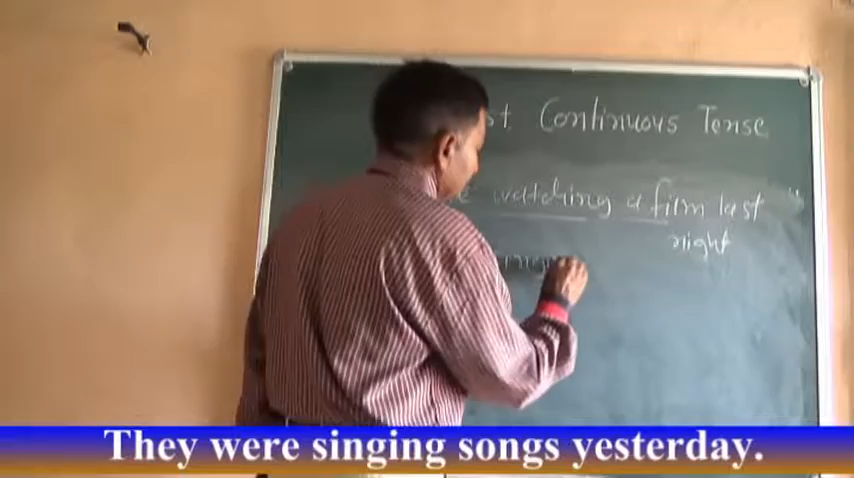 st Continuous Tense
watching a film last
night
They were singing songs yesterday.